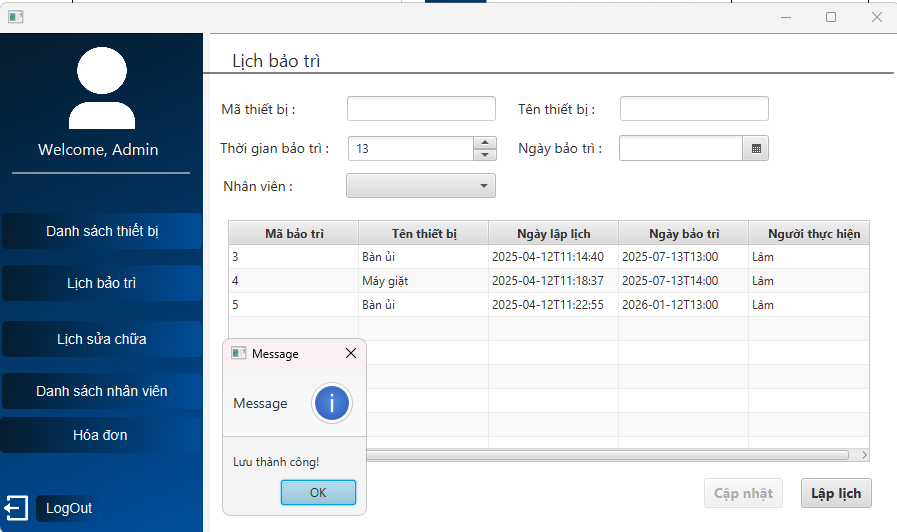 Welcome, Admin
Danh sách thiết bị
Lịch bảo trì
Lịch sửa chữa
Danh sách nhân viên
Hóa đơn
LogOut
Lịch bảo trì
Mã thiết bị :
Tên thiết bị :
Thời gian bảo trì : 13
Ngày bảo trì :
Nhân viên :
Mã bảo trì Tên thiết bị Ngày lập lịch Ngày bảo trì Người thực hiện
3 Bàn ủi 2025-04-12T11:14:40 2025-07-13T13:00 Lâm
4 Máy giặt 2025-04-12T11:18:37 2025-07-13T14:00 Lâm
5 Bàn ủi 2025-04-12T11:22:55 2026-01-12T13:00 Lâm
Message
Message
i
Lưu thành công!
OK
Cập nhật
Lập lịch